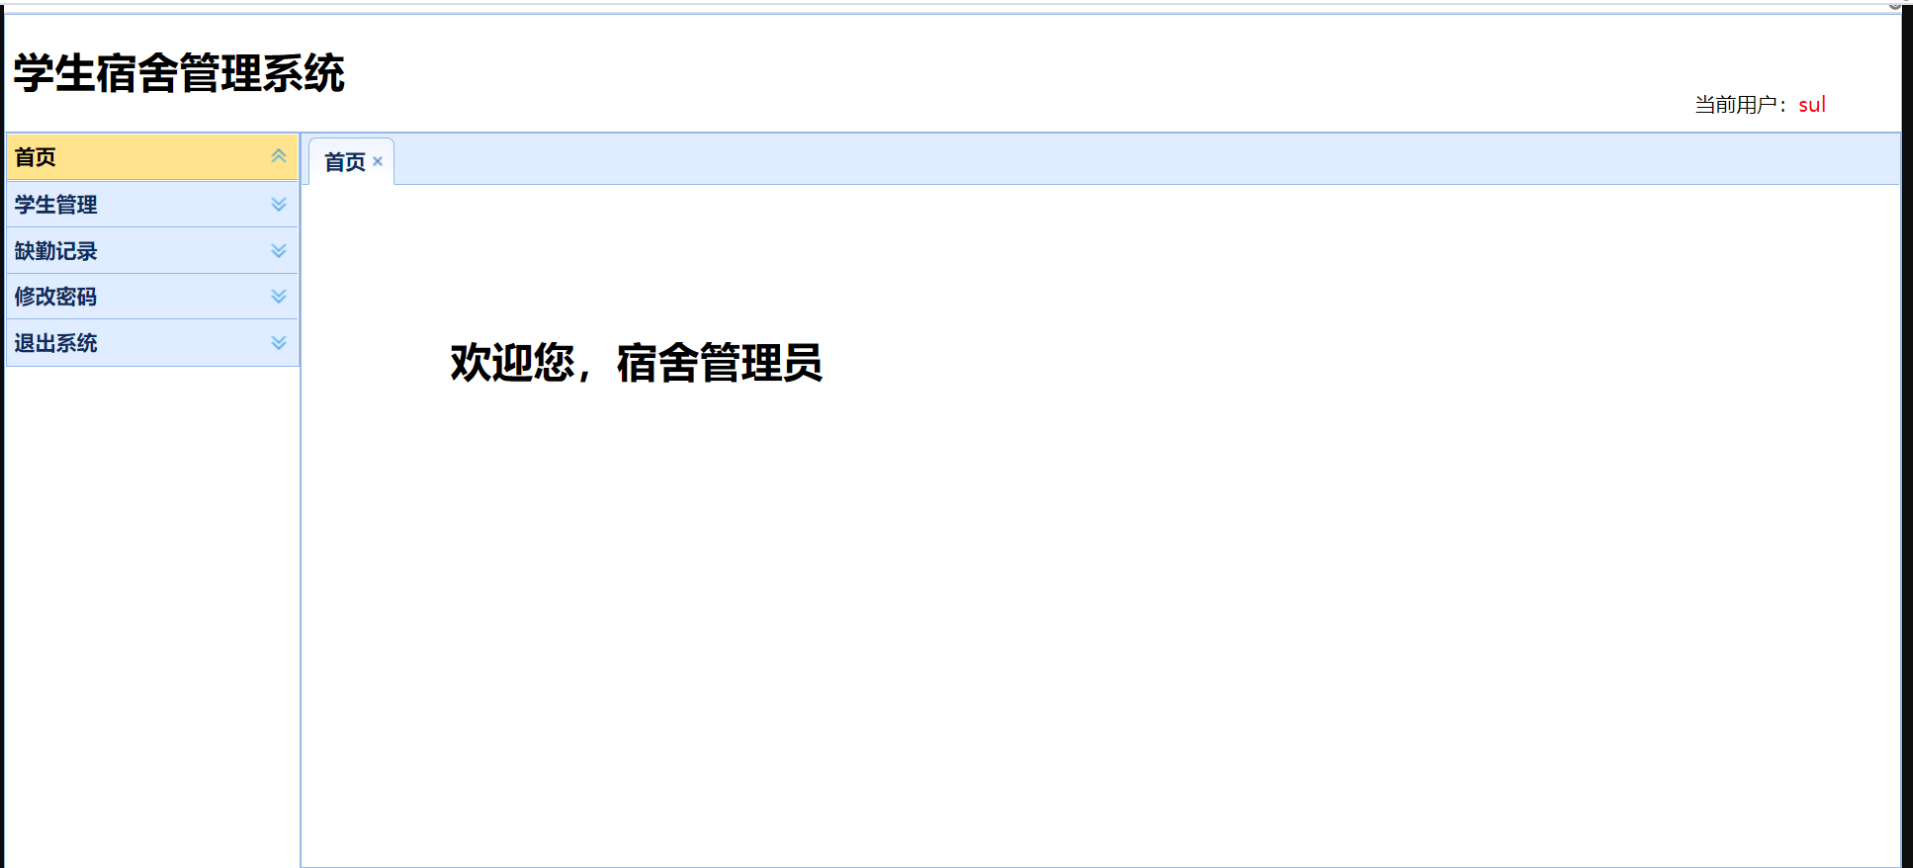 学生宿舍管理系统
当前用户：sul
首页
学生管理
缺勤记录
修改密码
退出系统
首页
欢迎您，宿舍管理员